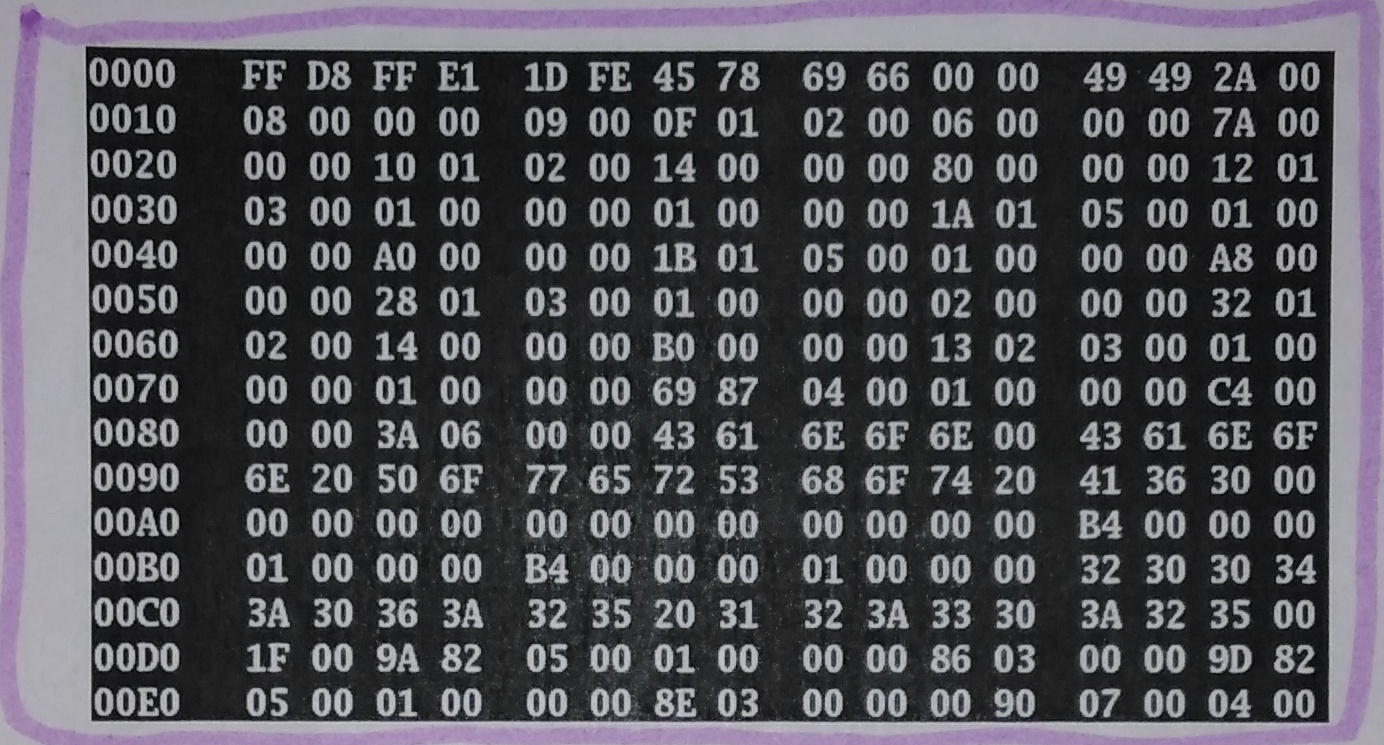 0000 FF D8 FF E1 1D FE 45 78 69 66 00 00 49 49 2A 00
0010 08 00 00 00 09 00 0F 01 02 00 06 00 00 00 7A 00
0020 00 00 10 01 02 00 14 00 00 00 80 00 00 00 12 01
0030 03 00 01 00 00 00 01 00 00 00 1A 01 05 00 01 00
0040 00 00 A0 00 00 00 1B 01 05 00 01 00 00 00 A8 00
0050 00 00 28 01 03 00 01 00 00 00 02 00 00 00 32 01
0060 02 00 14 00 00 00 B0 00 00 00 13 02 03 00 01 00
0070 00 00 01 00 00 00 69 87 04 00 01 00 00 00 C4 00
0080 00 00 3A 06 00 00 43 61 6E 6F 6E 00 43 61 6E 6F
0090 6E 20 50 6F 77 65 72 53 68 6F 74 20 41 36 30 00
00A0 00 00 00 00 00 00 00 00 00 00 00 00 B4 00 00 00
00B0 01 00 00 00 B4 00 00 00 01 00 00 00 32 30 30 34
00C0 3A 30 36 3A 32 35 20 31 32 3A 33 30 3A 32 35 00
00D0 1F 00 9A 82 05 00 01 00 00 00 86 03 00 00 9D 82
00E0 05 00 01 00 00 00 8E 03 00 00 00 90 07 00 04 00